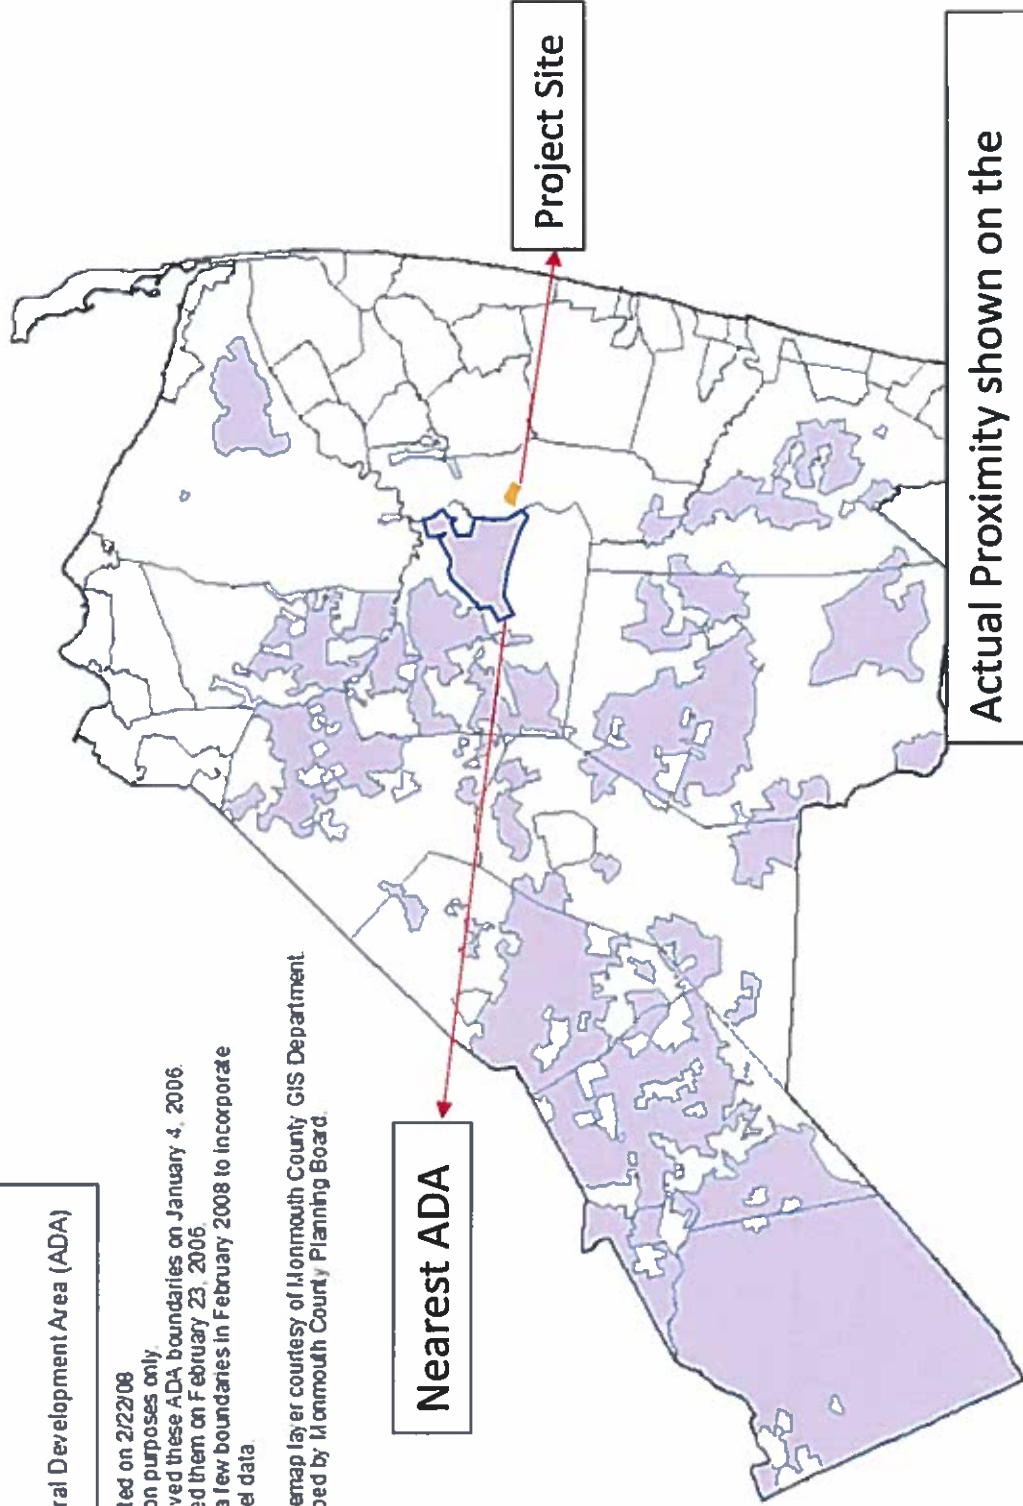 ral Development Area (ADA)
ted on 2/22/08
on purposes only.
ved these ADA boundaries on January 4, 2006.
ed them on February 23, 2006.
a few boundaries in February 2008 to incorporate
el data.
emap layer courtesy of Monmouth County GIS Department.
ped by Monmouth County Planning Board.
Nearest ADA
Project Site
Actual Proximity shown on the